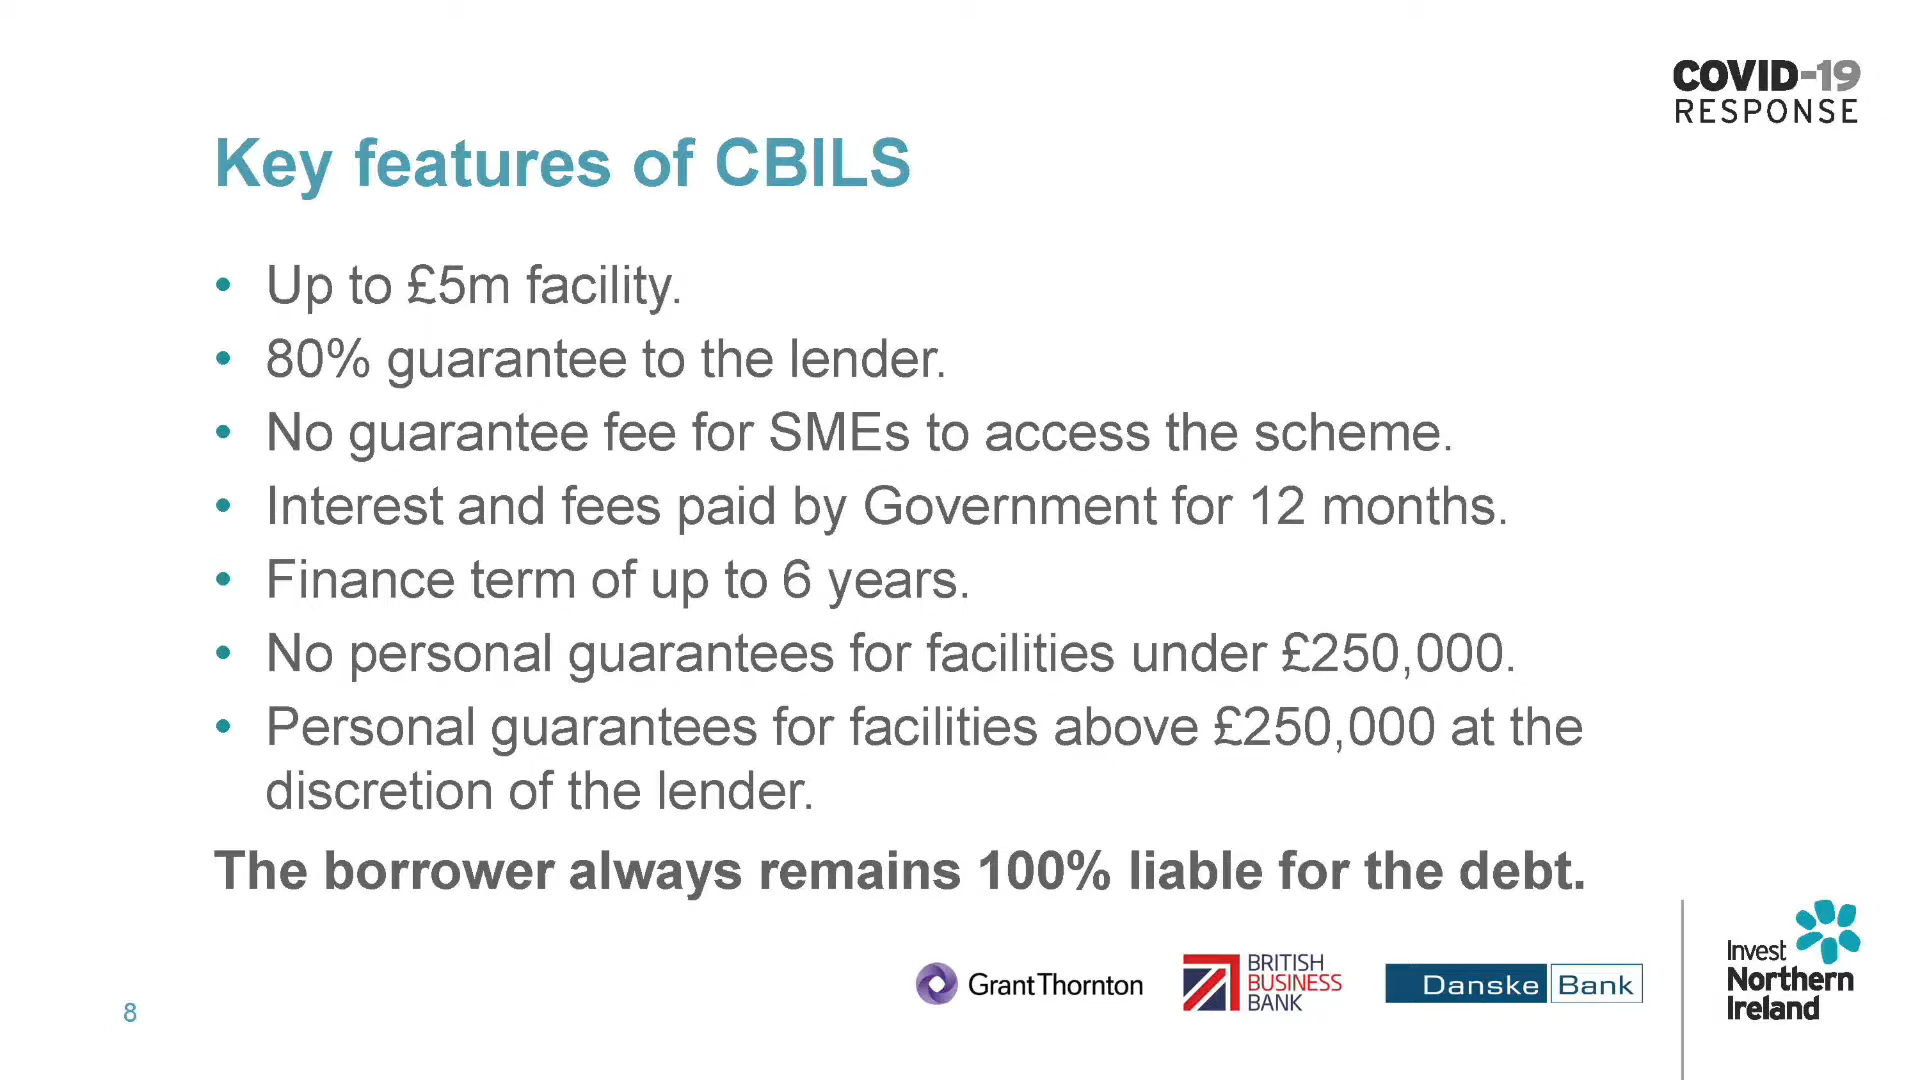 COVID-19
RESPONSE
Key features of CBILS
• Up to £5m facility.
• 80% guarantee to the lender.
• No guarantee fee for SMEs to access the scheme.
• Interest and fees paid by Government for 12 months.
• Finance term of up to 6 years.
• No personal guarantees for facilities under £250,000.
• Personal guarantees for facilities above £250,000 at the
discretion of the lender.
The borrower always remains 100% liable for the debt.
8
Grant Thornton
BRITISH
BUSINESS
BANK
Danske Bank
Invest
Northern
Ireland